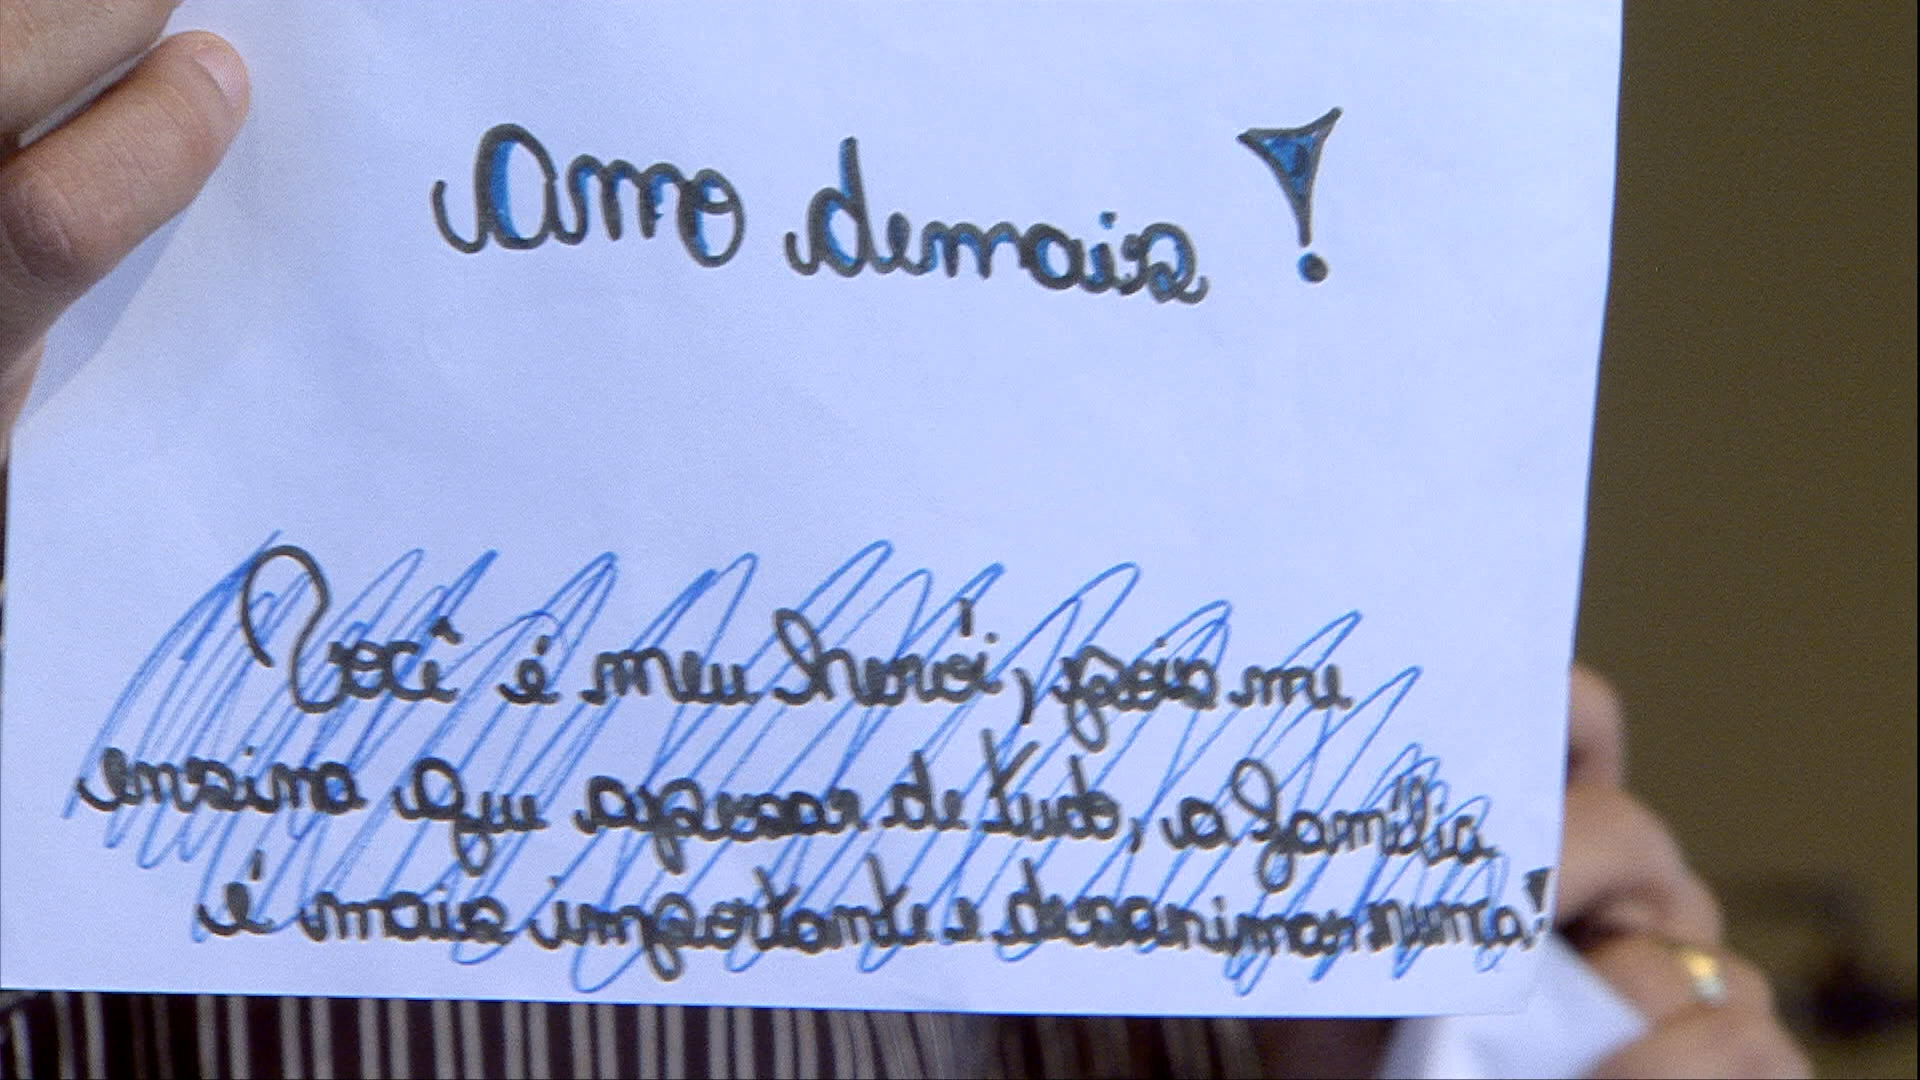 Amo demais!
Você é meu herói, pois me
ensina que apesar de tudo, a família
é mais importante e desanimar nunca!